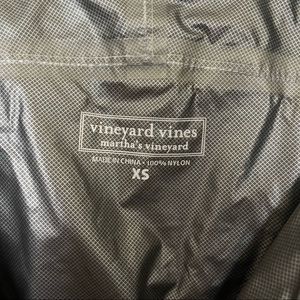 vineyard vines
martha's vineyard
MADE IN CHINA • 100% NYLON
XS